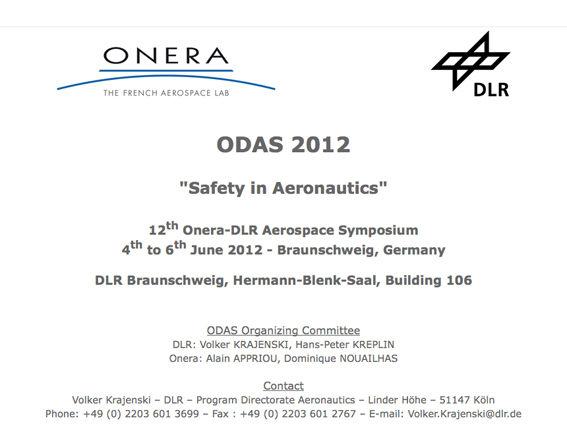 ONERA
THE FRENCH AEROSPACE LAB
DLR
ODAS 2012
"Safety in Aeronautics"
12th Onera-DLR Aerospace Symposium
4th to 6th June 2012 - Braunschweig, Germany
DLR Braunschweig, Hermann-Blenk-Saal, Building 106
ODAS Organizing Committee
DLR: Volker KRAJENSKI, Hans-Peter KREPLIN
Onera: Alain APPRIOU, Dominique NOUAILHAS
Contact
Volker Krajenski – DLR – Program Directorate Aeronautics – Linder Höhe – 51147 Köln
Phone: +49 (0) 2203 601 3699 – Fax : +49 (0) 2203 601 2767 – E-mail: Volker.Krajenski@dlr.de